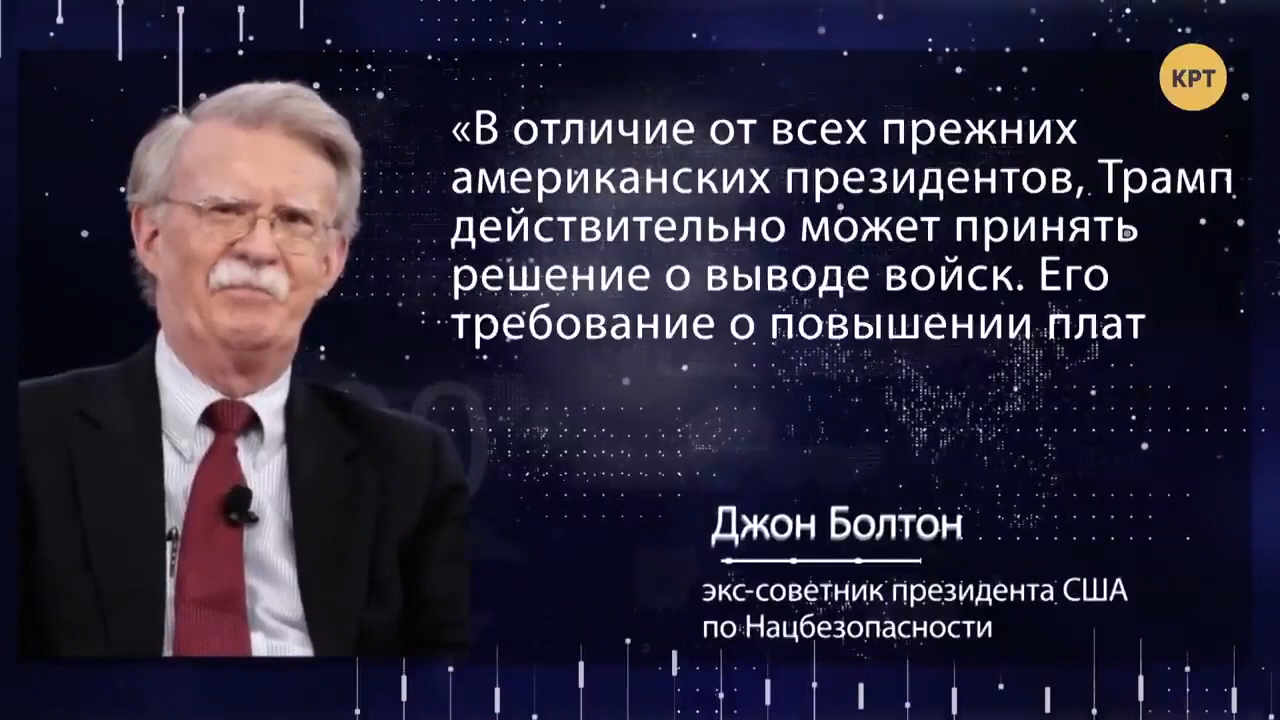 КРТ
«В отличие от всех прежних
американских президентов, Трамп
действительно может принять
решение о выводе войск. Его
требование о повышении плат
Джон Болтон
экс-советник президента США
по Нацбезопасности